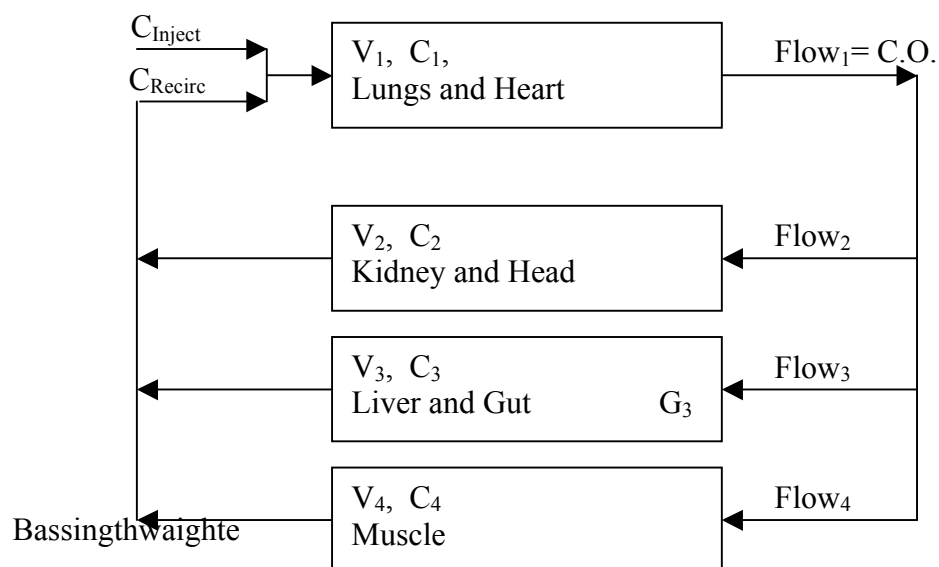 C_Inject
C_Recirc
V₁, C₁,
Lungs and Heart
Flow₁= C.O.
V₂, C₂
Kidney and Head
Flow₂
V₃, C₃
Liver and Gut G₃
Flow₃
V₄, C₄
Muscle
Flow₄
Bassingthwaighte